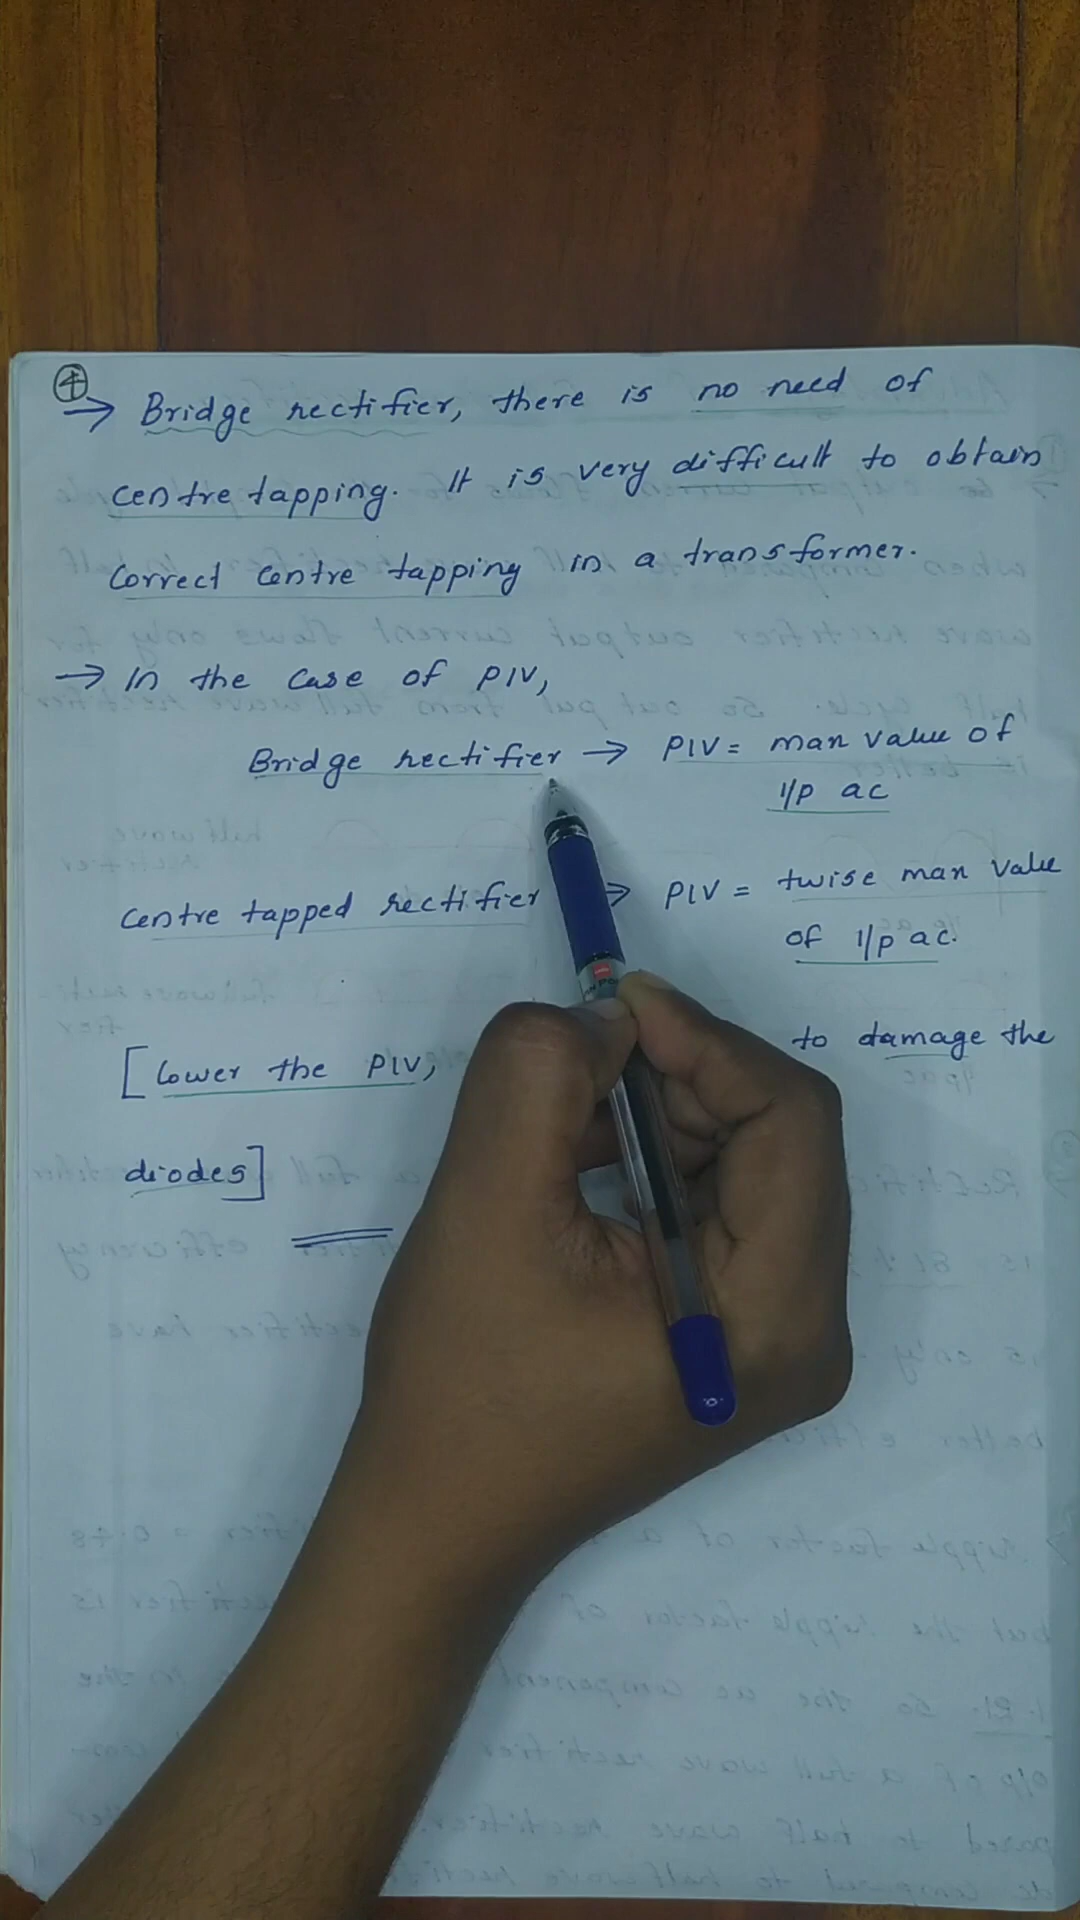 ④
→ Bridge rectifier, there is no need of
centre tapping. It is very difficult to obtain
correct centre tapping in a transformer.
→ In the case of PIV,
Bridge rectifier → PIV = max value of
i/p ac
Centre tapped rectifier → PIV = twise max value
of i/p ac.
[Lower the PIV, to damage the
diodes]